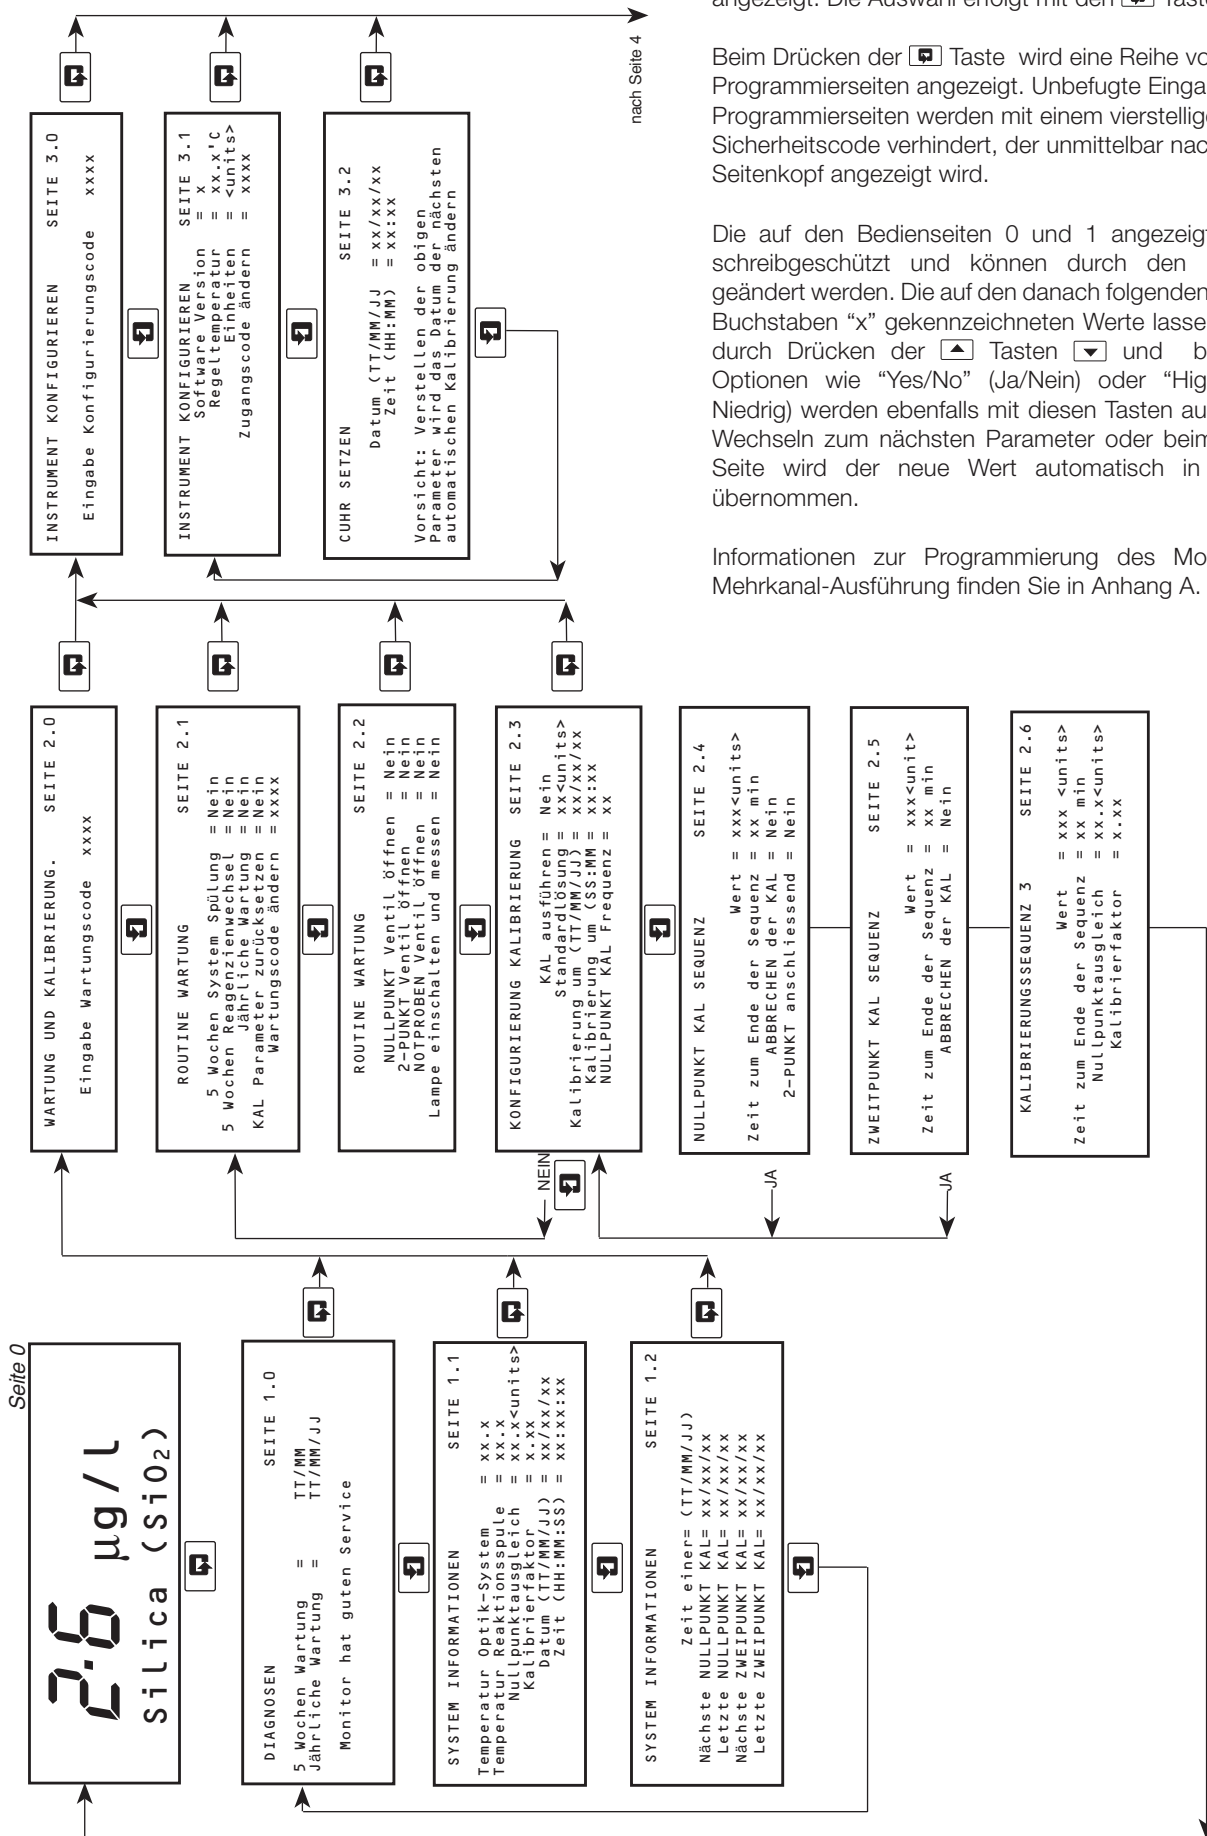 angezeigt. Die Auswahl erfolgt mit den Taste
Beim Drücken der Taste wird eine Reihe vo
Programmierseiten angezeigt. Unbefugte Einga
Programmierseiten werden mit einem vierstellige
Sicherheitscode verhindert, der unmittelbar nac
Seitenkopf angezeigt wird.
Die auf den Bedienseiten 0 und 1 angezeigt
schreibgeschützt und können durch den
geändert werden. Die auf den danach folgenden
Buchstaben “x” gekennzeichneten Werte lasse
durch Drücken der Tasten und b
Optionen wie “Yes/No” (Ja/Nein) oder “Hig
Niedrig) werden ebenfalls mit diesen Tasten au
Wechseln zum nächsten Parameter oder beim
Seite wird der neue Wert automatisch in
übernommen.
Informationen zur Programmierung des Mo
Mehrkanal-Ausführung finden Sie in Anhang A.
Seite 0
2.6 µg/l
Silica (SiO2)
DIAGNOSEN SEITE 1.0
5 Wochen Wartung = TT/MM
Jährliche Wartung = TT/MM/JJ
Monitor hat guten Service
SYSTEM INFORMATIONEN SEITE 1.1
Temperatur Optik-System = xx.x
Temperatur Reaktionsspule = xx.x
Nullpunktausgleich = xx.x<units>
Kalibrierfaktor = x.xx
Datum (TT/MM/JJ) = xx/xx/xx
Zeit (HH:MM:SS) = xx:xx:xx
SYSTEM INFORMATIONEN SEITE 1.2
Zeit einer= (TT/MM/JJ)
Nächste NULLPUNKT KAL= xx/xx/xx
Letzte NULLPUNKT KAL= xx/xx/xx
Nächste ZWEIPUNKT KAL= xx/xx/xx
Letzte ZWEIPUNKT KAL= xx/xx/xx
WARTUNG UND KALIBRIERUNG. SEITE 2.0
Eingabe Wartungscode xxxx
ROUTINE WARTUNG SEITE 2.1
5 Wochen System Spülung = Nein
5 Wochen Reagenzienwechsel = Nein
Jährliche Wartung = Nein
KAL Parameter zurücksetzen = Nein
Wartungscode ändern = xxxx
ROUTINE WARTUNG SEITE 2.2
NULLPUNKT Ventil öffnen = Nein
2-PUNKT Ventil öffnen = Nein
NOTPROBEN Ventil öffnen = Nein
Lampe einschalten und messen = Nein
KONFIGURIERUNG KALIBRIERUNG SEITE 2.3
KAL ausführen = Nein
Standardlösung = xx<units>
Kalibrierung um (TT/MM/JJ) = xx/xx/xx
Kalibrierung um (SS:MM = xx:xx
NULLPUNKT KAL Frequenz = xx
NEIN
NULLPUNKT KAL SEQUENZ SEITE 2.4
Wert = xxx<units>
Zeit zum Ende der Sequenz = xx min
ABBRECHEN der KAL = Nein
2-PUNKT anschliessend = Nein
JA
ZWEITPUNKT KAL SEQUENZ SEITE 2.5
Wert = xxx<unit>
Zeit zum Ende der Sequenz = xx min
ABBRECHEN der KAL = Nein
JA
KALIBRIERUNGSSEQUENZ 3 SEITE 2.6
Wert = xxx <units>
Zeit zum Ende der Sequenz = xx min
Nullpunktausgleich = xx.x<units>
Kalibrierfaktor = x.xx
INSTRUMENT KONFIGURIEREN SEITE 3.0
Eingabe Konfigurierungscode xxxx
INSTRUMENT KONFIGURIEREN SEITE 3.1
Software Version = x
Regeltemperatur = xx.x'C
Einheiten = <units>
Zugangscode ändern = xxxx
CUHR SETZEN SEITE 3.2
Datum (TT/MM/JJ = xx/xx/xx
Zeit (HH:MM) = xx:xx
Vorsicht: Verstellen der obigen
Parameter wird das Datum der nächsten
automatischen Kalibrierung ändern
nach Seite 4